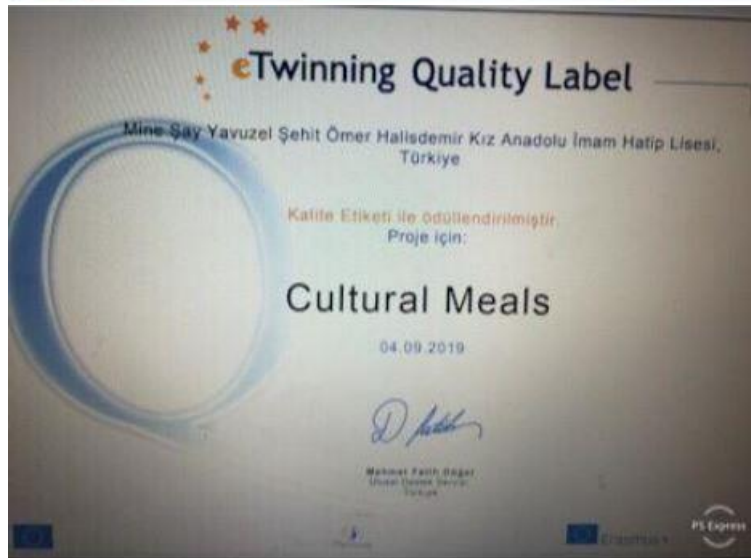 eTwinning Quality Label
Mine Şay Yavuzel Şehit Ömer Halisdemir Kız Anadolu İmam Hatip Lisesi,
Türkiye
Kalite Etiketi ile ödüllendirilmiştir.
Proje için:
Cultural Meals
04.09.2019
Mehmet Fatih Döğer
Ulusal Destek Servisi
Türkiye
Erasmus+
PS Express